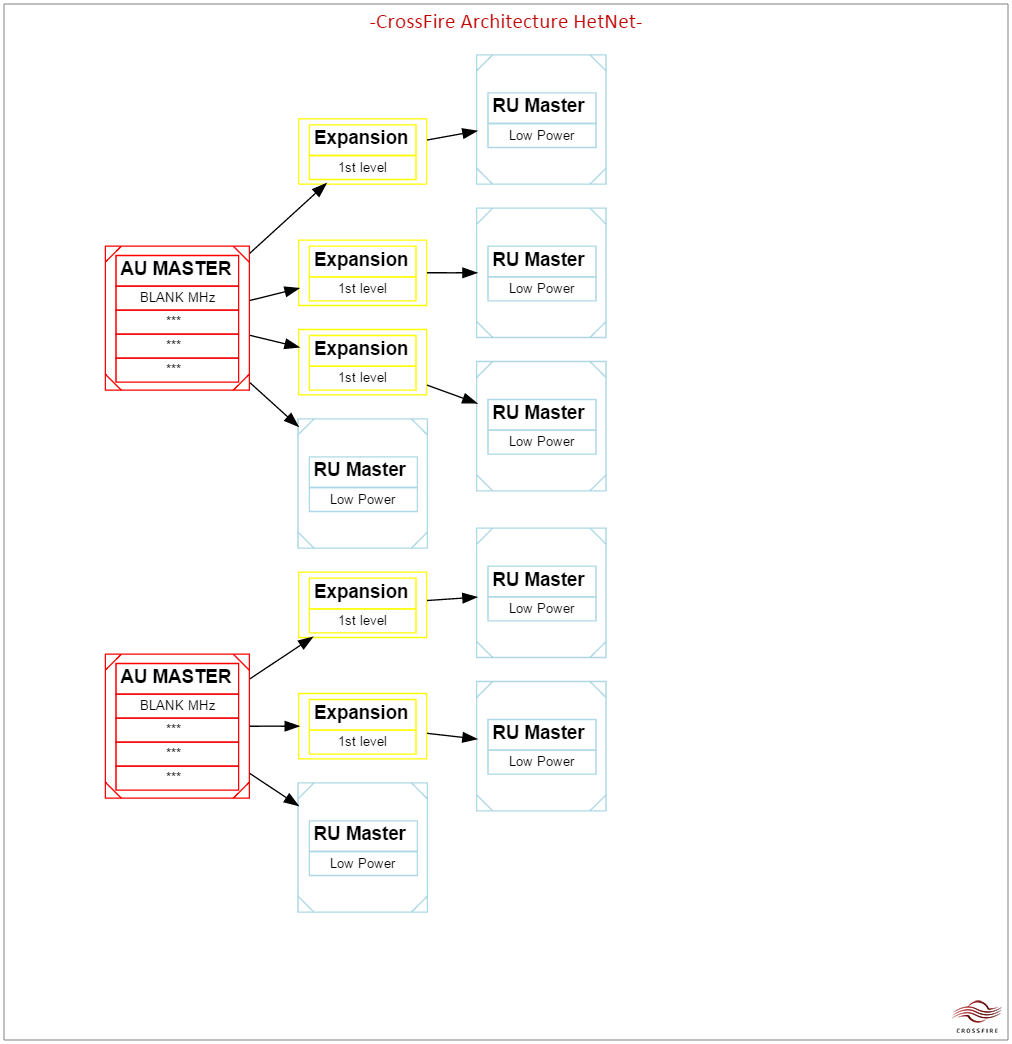 -CrossFire Architecture HetNet-
RU Master
Low Power
Expansion
1st level
RU Master
Low Power
Expansion
1st level
AU MASTER
BLANK MHz
***
***
***
Expansion
1st level
RU Master
Low Power
RU Master
Low Power
RU Master
Low Power
Expansion
1st level
AU MASTER
BLANK MHz
***
***
***
Expansion
1st level
RU Master
Low Power
RU Master
Low Power
CROSSFIRE